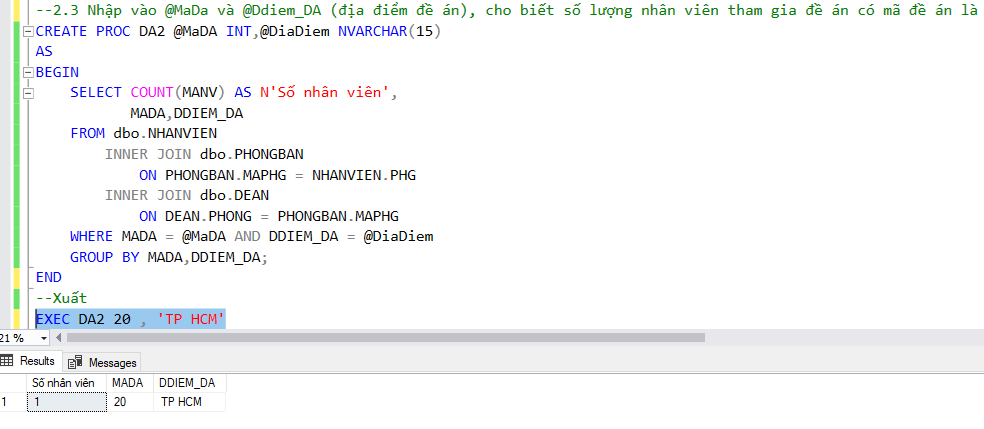 --2.3 Nhập vào @MaDa và @Ddiem_DA (địa điểm đề án), cho biết số lượng nhân viên tham gia đề án có mã đề án là
CREATE PROC DA2 @MaDA INT,@DiaDiem NVARCHAR(15)
AS
BEGIN
SELECT COUNT(MANV) AS N'Số nhân viên',
MADA,DDIEM_DA
FROM dbo.NHANVIEN
INNER JOIN dbo.PHONGBAN
ON PHONGBAN.MAPHG = NHANVIEN.PHG
INNER JOIN dbo.DEAN
ON DEAN.PHONG = PHONGBAN.MAPHG
WHERE MADA = @MaDA AND DDIEM_DA = @DiaDiem
GROUP BY MADA,DDIEM_DA;
END
--Xuất
EXEC DA2 20 , 'TP HCM'
21 %
Results Messages
Số nhân viên MADA DDIEM_DA
1 1 20 TP HCM